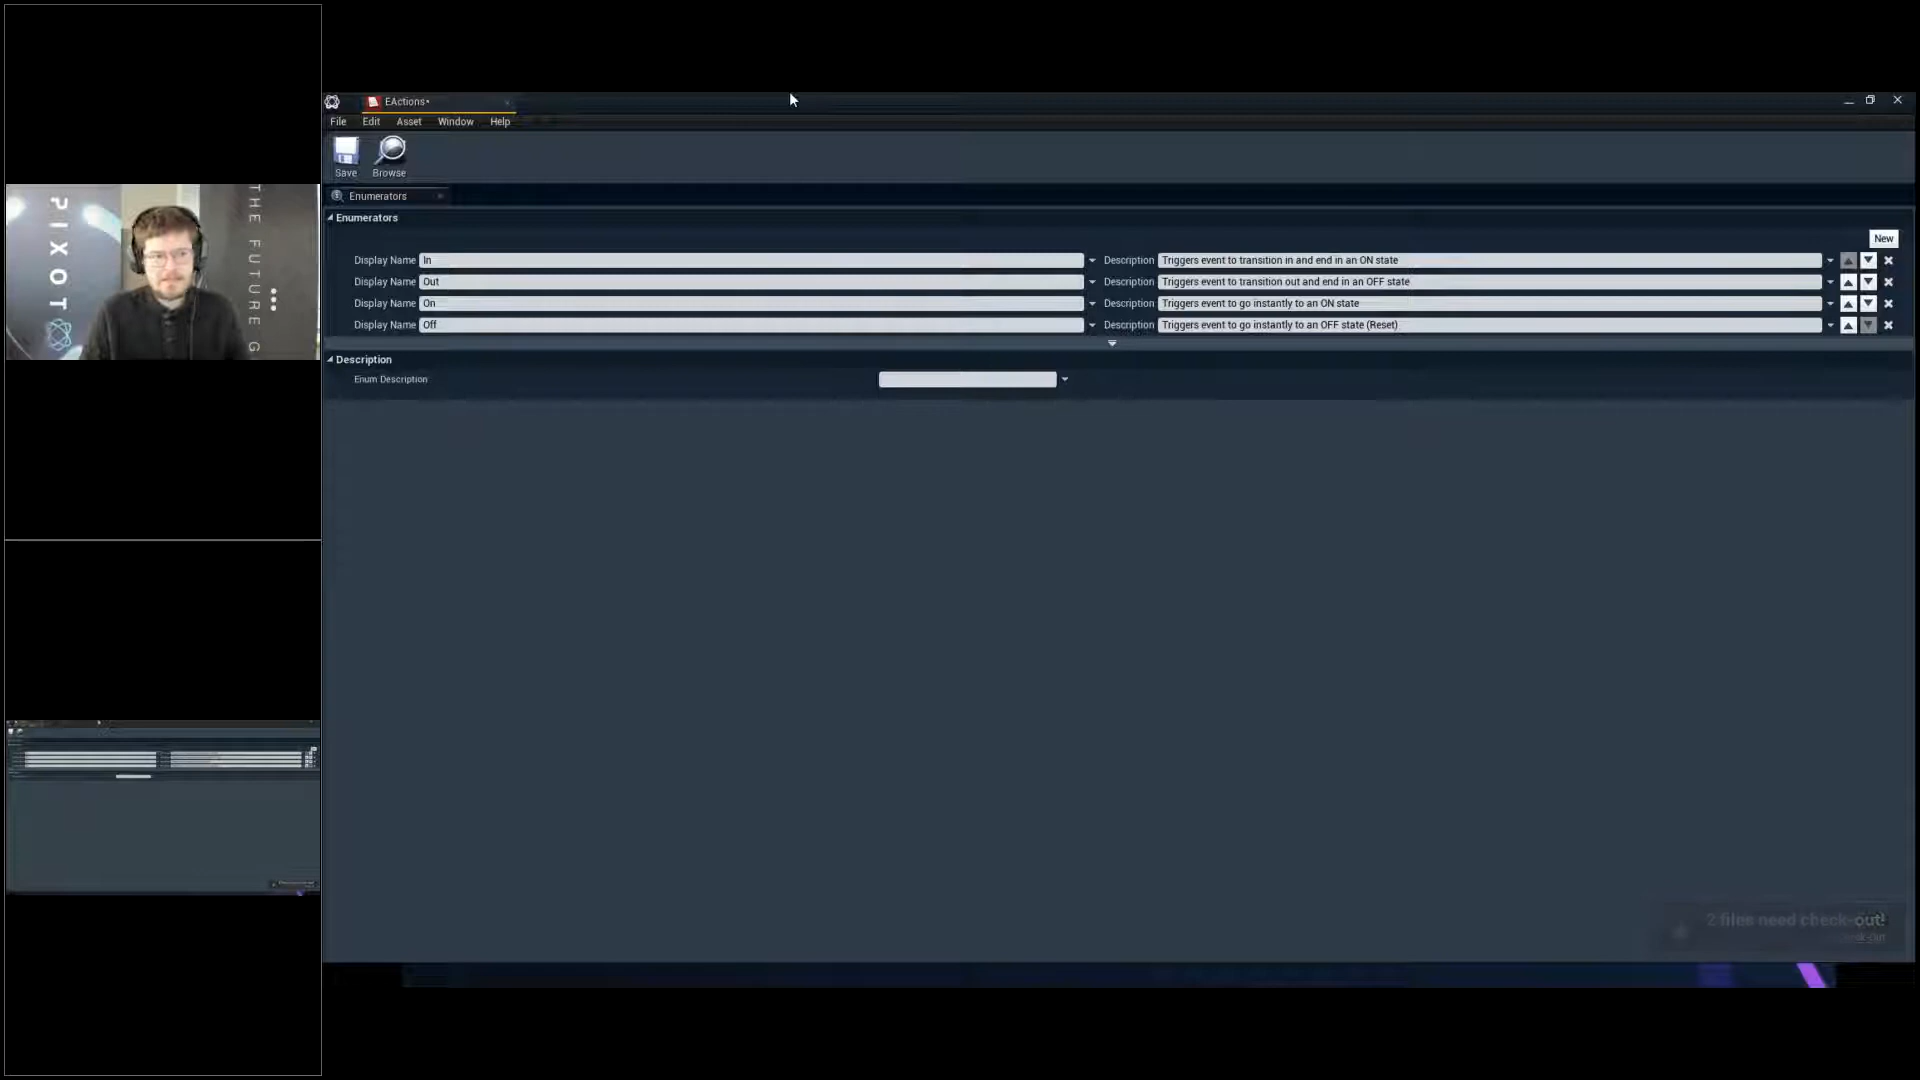 EActions•
File Edit Asset Window Help
Save Browse
Enumerators
Enumerators
New
Display Name In Description Triggers event to transition in and end in an ON state
Display Name Out Description Triggers event to transition out and end in an OFF state
Display Name On Description Triggers event to go instantly to an ON state
Display Name Off Description Triggers event to go instantly to an OFF state (Reset)
Description
Enum Description
2 files need check-out!
PIXOT
THE FUTURE G